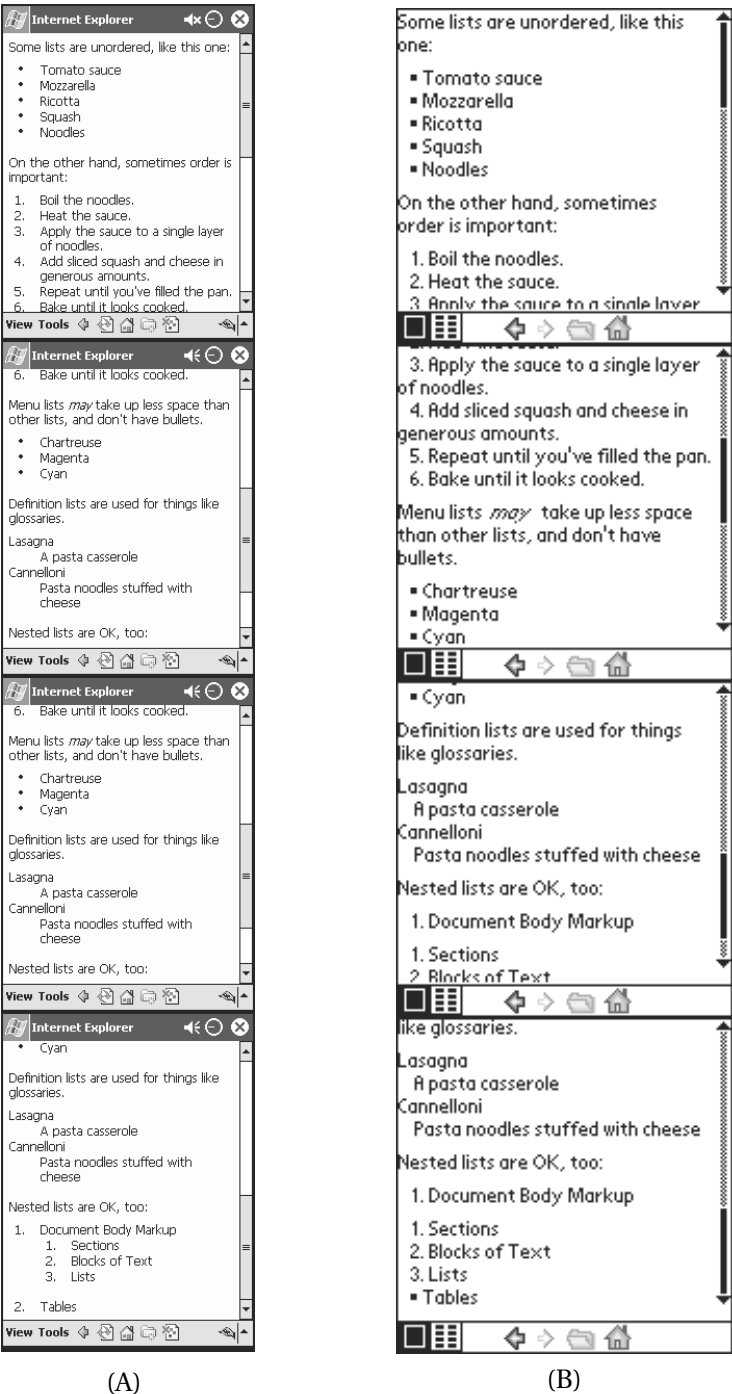 Internet Explorer
Some lists are unordered, like this one:
• Tomato sauce
• Mozzarella
• Ricotta
• Squash
• Noodles
On the other hand, sometimes order is
important:
1. Boil the noodles.
2. Heat the sauce.
3. Apply the sauce to a single layer
of noodles.
4. Add sliced squash and cheese in
generous amounts.
5. Repeat until you've filled the pan.
6. Bake until it looks cooked.
View Tools
Internet Explorer
6. Bake until it looks cooked.
Menu lists may take up less space than
other lists, and don't have bullets.
• Chartreuse
• Magenta
• Cyan
Definition lists are used for things like
glossaries.
Lasagna
A pasta casserole
Cannelloni
Pasta noodles stuffed with
cheese
Nested lists are OK, too:
View Tools
Internet Explorer
6. Bake until it looks cooked.
Menu lists may take up less space than
other lists, and don't have bullets.
• Chartreuse
• Magenta
• Cyan
Definition lists are used for things like
glossaries.
Lasagna
A pasta casserole
Cannelloni
Pasta noodles stuffed with
cheese
Nested lists are OK, too:
View Tools
Internet Explorer
• Cyan
Definition lists are used for things like
glossaries.
Lasagna
A pasta casserole
Cannelloni
Pasta noodles stuffed with
cheese
Nested lists are OK, too:
1. Document Body Markup
1. Sections
2. Blocks of Text
3. Lists
2. Tables
View Tools
(A)
Some lists are unordered, like this
one:
▪ Tomato sauce
▪ Mozzarella
▪ Ricotta
▪ Squash
▪ Noodles
On the other hand, sometimes
order is important:
1. Boil the noodles.
2. Heat the sauce.
3. Apply the sauce to a single layer
3. Apply the sauce to a single layer
of noodles.
4. Add sliced squash and cheese in
generous amounts.
5. Repeat until you've filled the pan.
6. Bake until it looks cooked.
Menu lists may take up less space
than other lists, and don't have
bullets.
▪ Chartreuse
▪ Magenta
▪ Cyan
▪ Cyan
Definition lists are used for things
like glossaries.
Lasagna
A pasta casserole
Cannelloni
Pasta noodles stuffed with cheese
Nested lists are OK, too:
1. Document Body Markup
1. Sections
2. Blocks of Text
like glossaries.
Lasagna
A pasta casserole
Cannelloni
Pasta noodles stuffed with cheese
Nested lists are OK, too:
1. Document Body Markup
1. Sections
2. Blocks of Text
3. Lists
▪ Tables
(B)